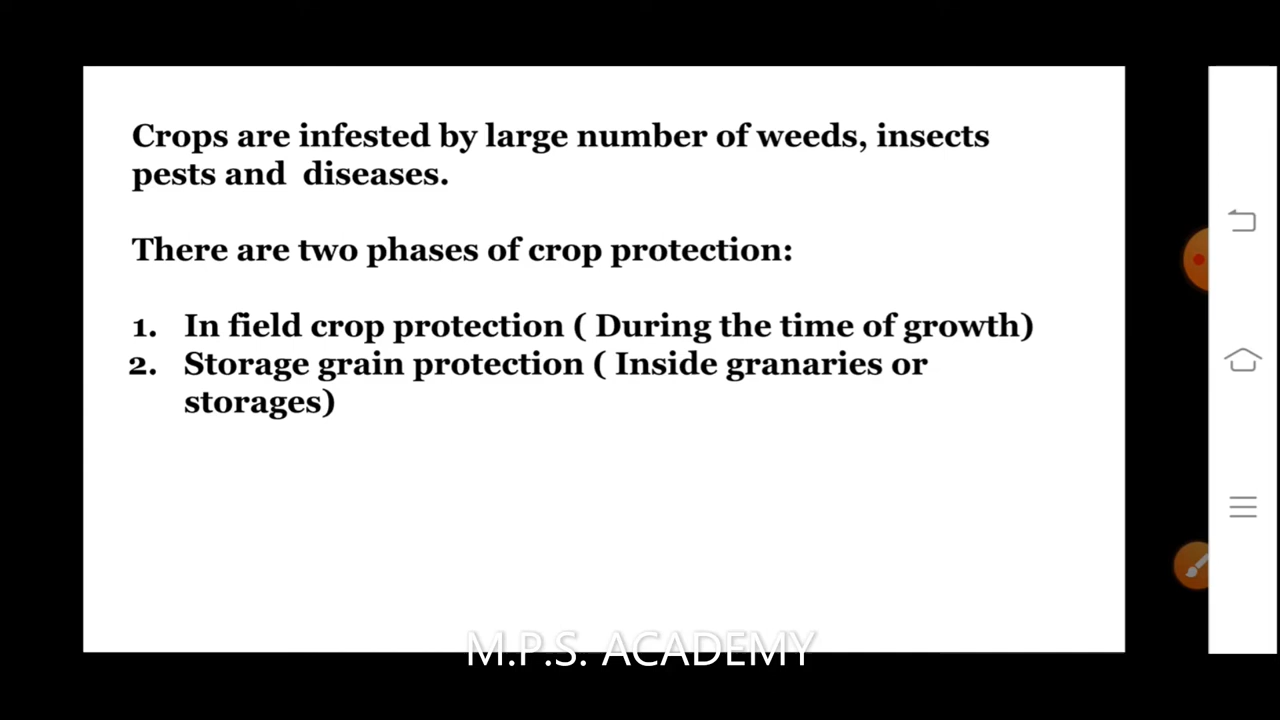 Crops are infested by large number of weeds, insects
pests and diseases.
There are two phases of crop protection:
1. In field crop protection ( During the time of growth)
2. Storage grain protection ( Inside granaries or
storages)
M.P.S. ACADEMY